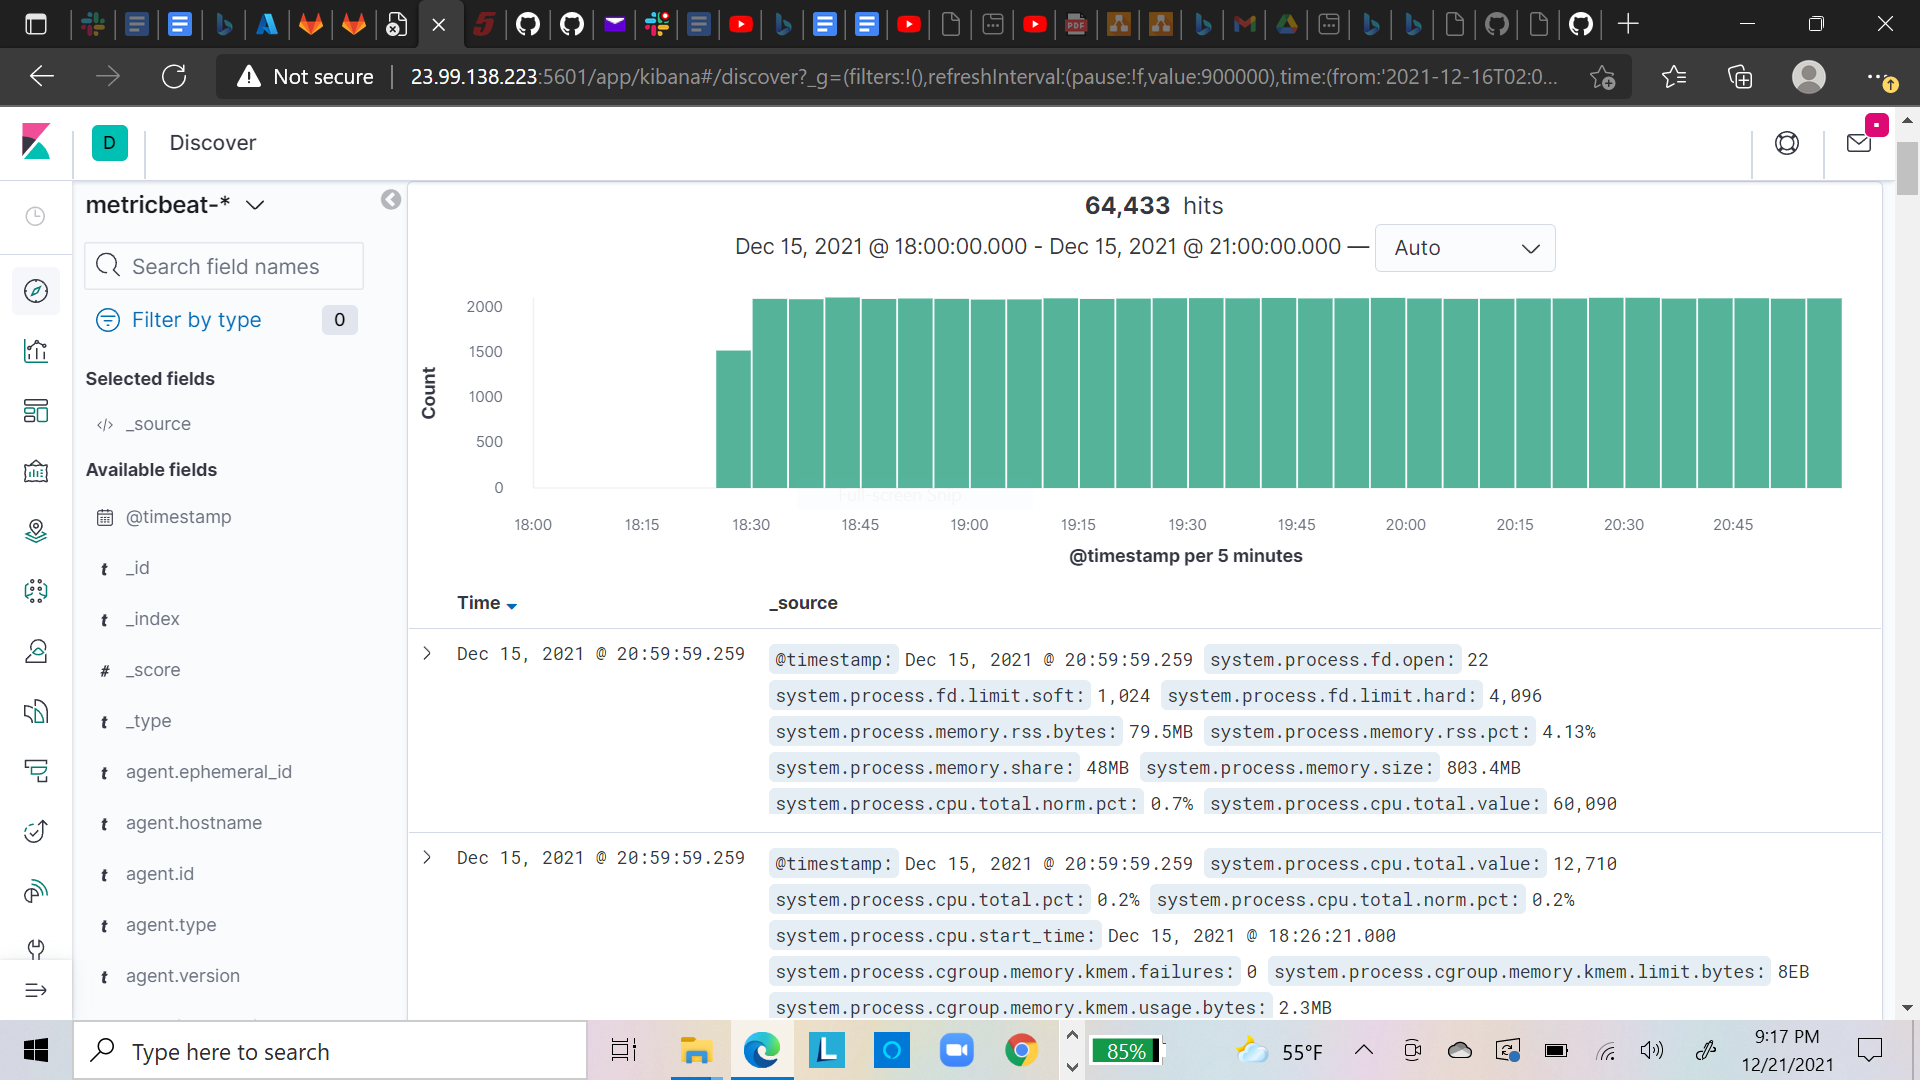 Not secure
23.99.138.223:5601/app/kibana#/discover?_g=(filters:!(),refreshInterval:(pause:!f,value:900000),time:(from:'2021-12-16T02:0...
D
Discover
metricbeat-*
Search field names
Filter by type
0
Selected fields
_source
Available fields
@timestamp
t _id
t _index
# _score
t _type
t agent.ephemeral_id
t agent.hostname
t agent.id
t agent.type
t agent.version
64,433 hits
Dec 15, 2021 @ 18:00:00.000 - Dec 15, 2021 @ 21:00:00.000 —
Auto
Count
2000
1500
1000
500
0
Full-screen Snip
18:00 18:15 18:30 18:45 19:00 19:15 19:30 19:45 20:00 20:15 20:30 20:45
@timestamp per 5 minutes
Time _source
Dec 15, 2021 @ 20:59:59.259
@timestamp: Dec 15, 2021 @ 20:59:59.259 system.process.fd.open: 22
system.process.fd.limit.soft: 1,024 system.process.fd.limit.hard: 4,096
system.process.memory.rss.bytes: 79.5MB system.process.memory.rss.pct: 4.13%
system.process.memory.share: 48MB system.process.memory.size: 803.4MB
system.process.cpu.total.norm.pct: 0.7% system.process.cpu.total.value: 60,090
Dec 15, 2021 @ 20:59:59.259
@timestamp: Dec 15, 2021 @ 20:59:59.259 system.process.cpu.total.value: 12,710
system.process.cpu.total.pct: 0.2% system.process.cpu.total.norm.pct: 0.2%
system.process.cpu.start_time: Dec 15, 2021 @ 18:26:21.000
system.process.cgroup.memory.kmem.failures: 0 system.process.cgroup.memory.kmem.limit.bytes: 8EB
system.process.cgroup.memory.kmem.usage.bytes: 2.3MB
Type here to search
L
85%
55°F
9:17 PM
12/21/2021